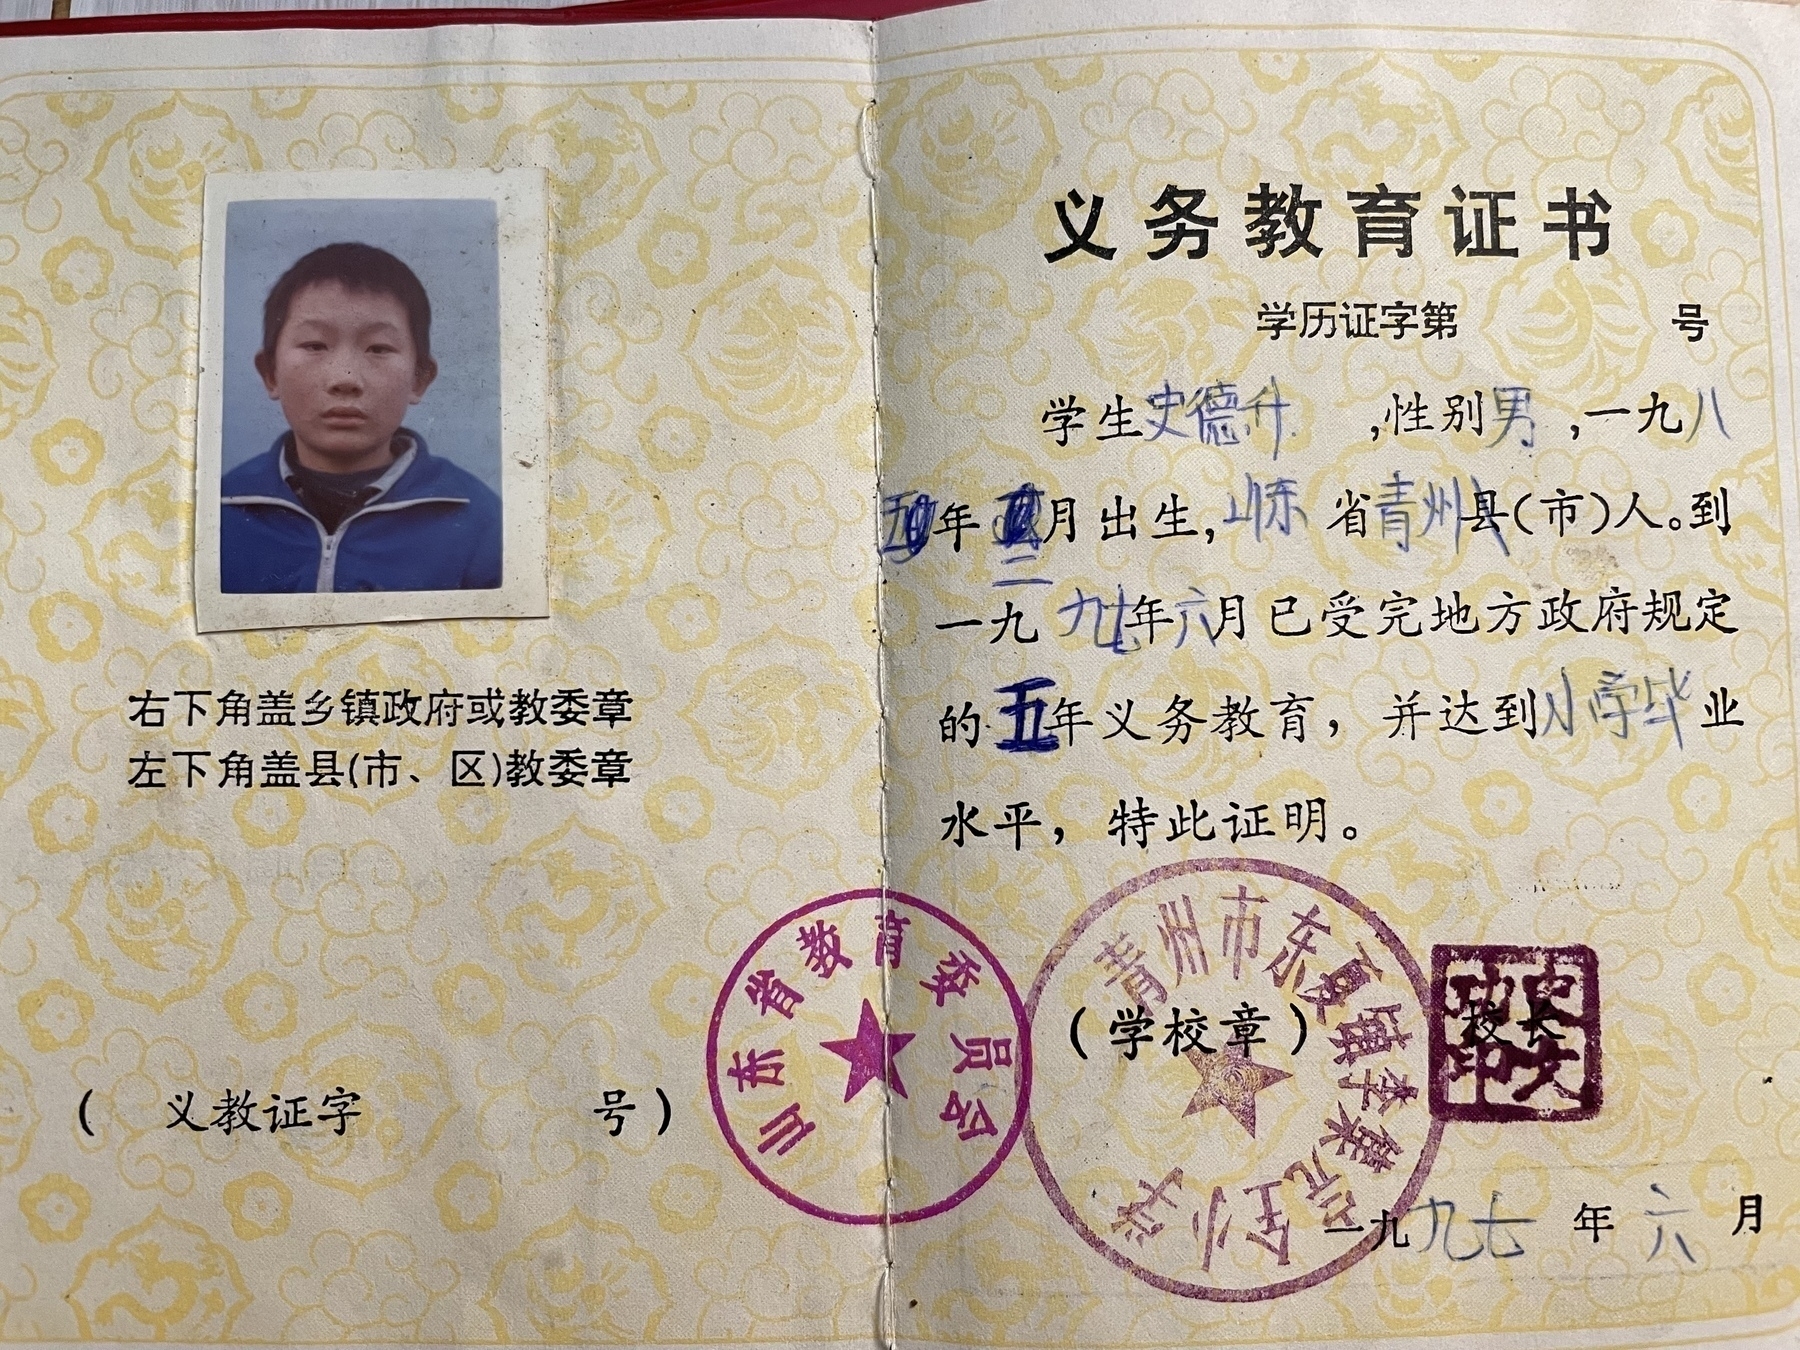 右下角盖乡镇政府或教委章
左下角盖县(市、区)教委章
( 义教证字 号)
义务教育证书
学历证字第 号
学生史德升 ,性别男 ,一九八
五年 二月出生,山东 省青州县(市)人。到
一九 九七年六月已受完地方政府规定
的 五年义务教育,并达到小学毕业
水平,特此证明。
山东省教育委员会
青州市东夏镇李集完全小学
(学校章) 校长
一九九七 年 六 月